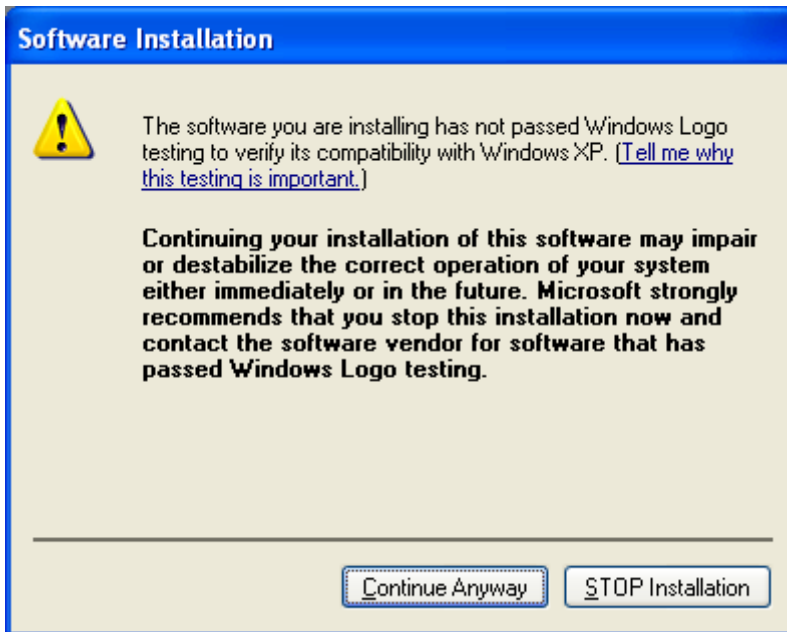 Software Installation
The software you are installing has not passed Windows Logo
testing to verify its compatibility with Windows XP. (Tell me why
this testing is important.)
Continuing your installation of this software may impair
or destabilize the correct operation of your system
either immediately or in the future. Microsoft strongly
recommends that you stop this installation now and
contact the software vendor for software that has
passed Windows Logo testing.
Continue Anyway
STOP Installation